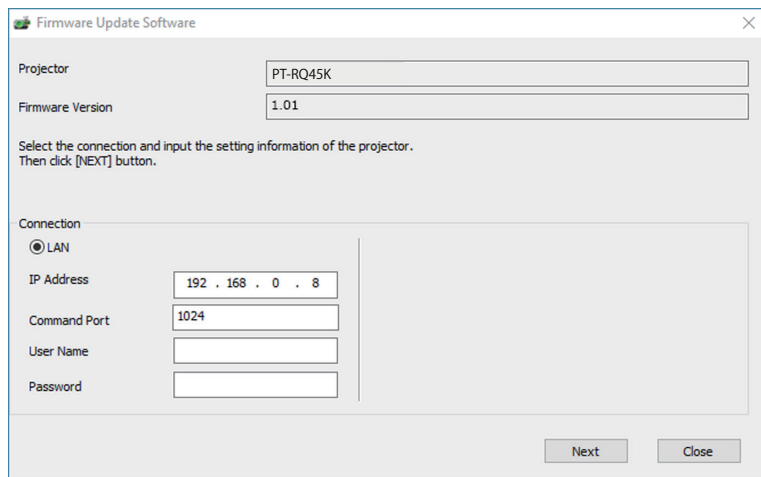 Firmware Update Software
Projector PT-RQ45K
Firmware Version 1.01
Select the connection and input the setting information of the projector.
Then click [NEXT] button.
Connection
LAN
IP Address 192 . 168 . 0 . 8
Command Port 1024
User Name
Password
Next Close